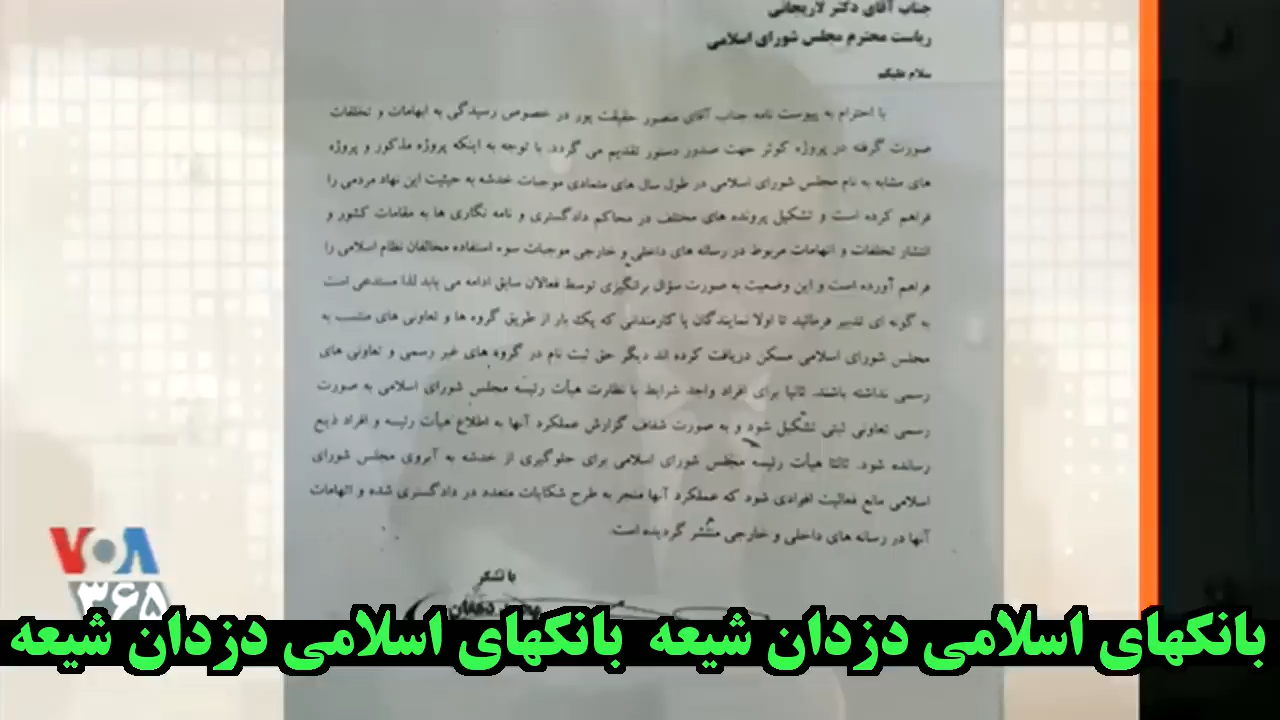 جناب آقای دکتر لاریجانی
ریاست محترم مجلس شورای اسلامی
سلام علیکم
با احترام به پیوست نامه جناب آقای منصور حقیقت پور در خصوص رسیدگی به ابهامات و تخلفات
صورت گرفته در پروژه کوثر جهت صدور دستور تقدیم می گردد. با توجه به اینکه پروژه مذکور و پروژه
های مشابه به نام مجلس شورای اسلامی در طول سال های متمادی موجبات خدشه به حیثیت این نهاد مردمی را
فراهم کرده است و تشکیل پرونده های مختلف در محاکم دادگستری و نامه نگاری ها به مقامات کشور و
انتشار تخلفات و اتهامات مربوط در رسانه های داخلی و خارجی موجبات سوء استفاده مخالفان نظام اسلامی را
فراهم آورده است و این وضعیت به صورت سؤال برانگیزی توسط فعالان سابق ادامه می یابد لذا مستدعی است
به گونه ای تدبیر فرمائید تا اولا نمایندگان یا کارمندانی که یک بار از طریق گروه ها و تعاونی های منتسب به
مجلس شورای اسلامی مسکن دریافت کرده اند دیگر حق ثبت نام در گروه های غیر رسمی و تعاونی های
رسمی نداشته باشند. ثانیا برای افراد واجد شرایط با نظارت هیأت رئیسه مجلس شورای اسلامی به صورت
رسمی تعاونی ثبتی تشکیل شود و به صورت شفاف گزارش عملکرد آنها به اطلاع هیأت رئیسه و افراد ذینع
رسانده شود. ثالثا هیأت رئیسه مجلس شورای اسلامی برای جلوگیری از خدشه به آبروی مجلس شورای
اسلامی مانع فعالیت افرادی شود که عملکرد آنها منجر به طرح شکایات متعدد در دادگستری شده و اتهامات
آنها در رسانه های داخلی و خارجی منتشر گردیده است.
با تشکر
VOA
۳۶۵
بانکهای اسلامی دزدان شیعه بانکهای اسلامی دزدان شیعه